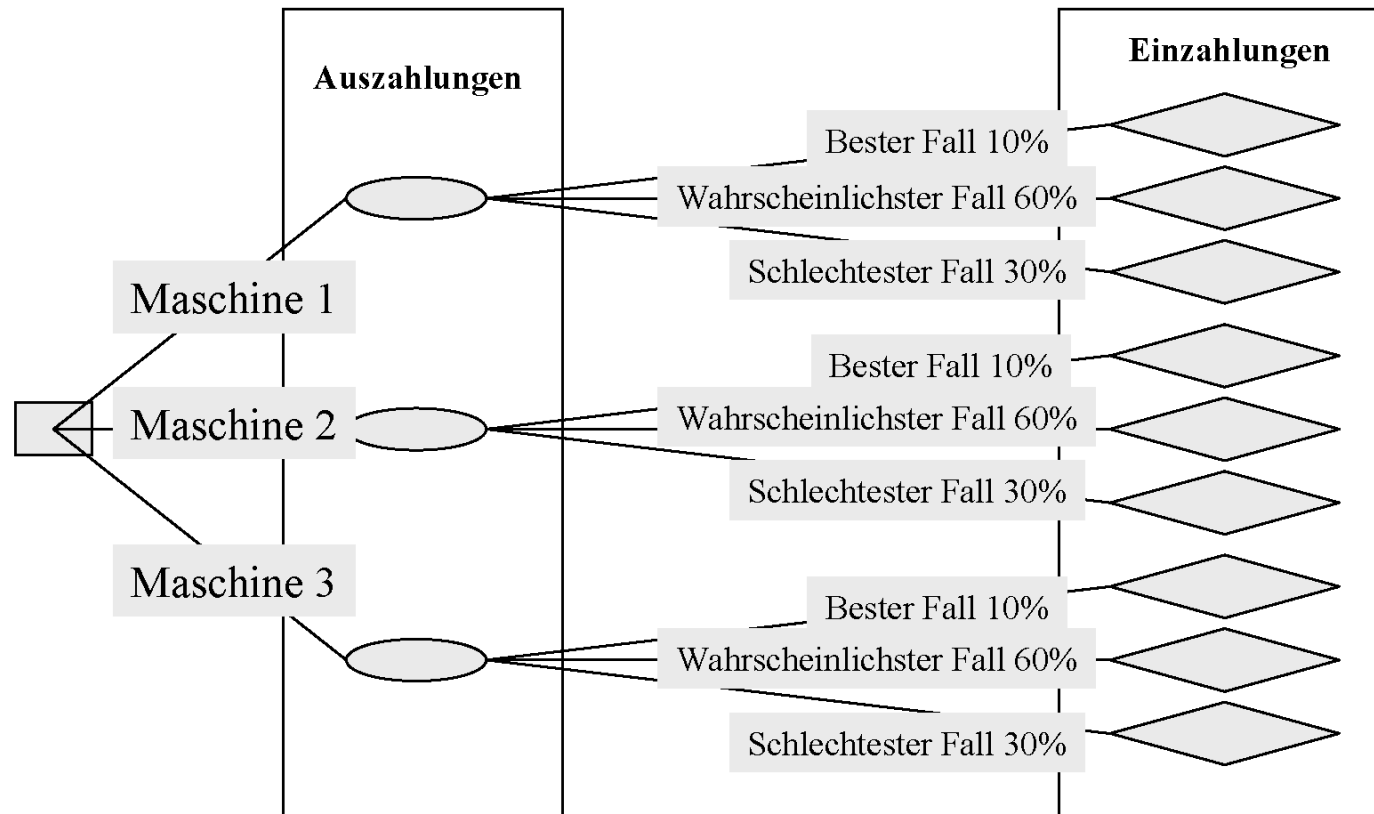 Auszahlungen
Einzahlungen
Maschine 1
Bester Fall 10%
Wahrscheinlichster Fall 60%
Schlechtester Fall 30%
Maschine 2
Bester Fall 10%
Wahrscheinlichster Fall 60%
Schlechtester Fall 30%
Maschine 3
Bester Fall 10%
Wahrscheinlichster Fall 60%
Schlechtester Fall 30%